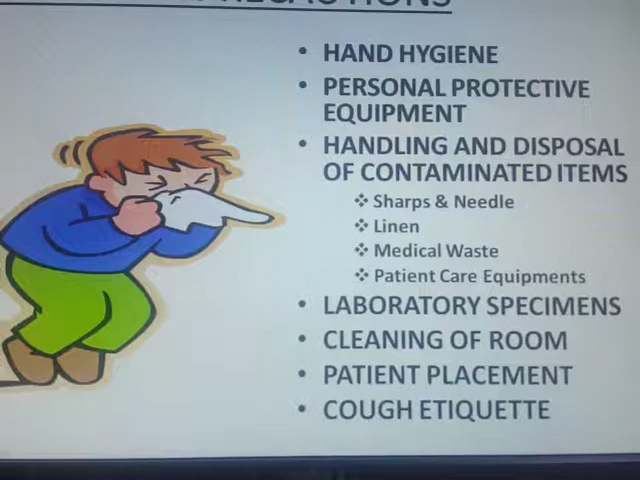 • HAND HYGIENE
• PERSONAL PROTECTIVE
EQUIPMENT
• HANDLING AND DISPOSAL
OF CONTAMINATED ITEMS
❖ Sharps & Needle
❖ Linen
❖ Medical Waste
❖ Patient Care Equipments
• LABORATORY SPECIMENS
• CLEANING OF ROOM
• PATIENT PLACEMENT
• COUGH ETIQUETTE